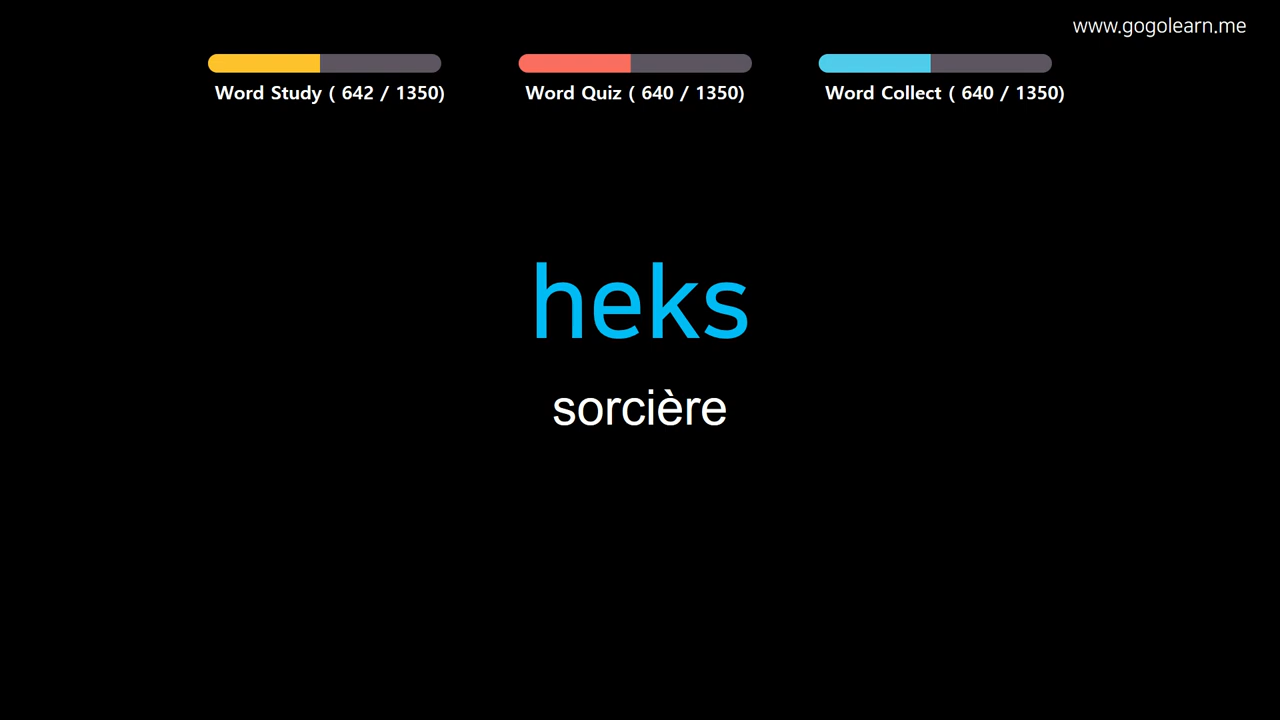 www.gogolearn.me
Word Study ( 642 / 1350)
Word Quiz ( 640 / 1350)
Word Collect ( 640 / 1350)
heks
sorcière